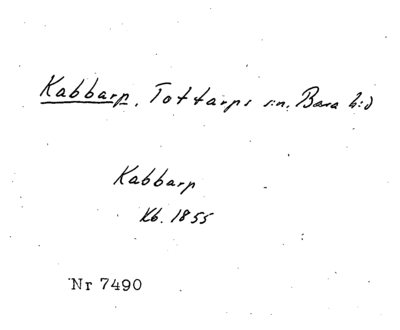 Kabbarp, Tottarps s:n, Bara h:d
Kabbarp
Kb. 1855
Nr 7490